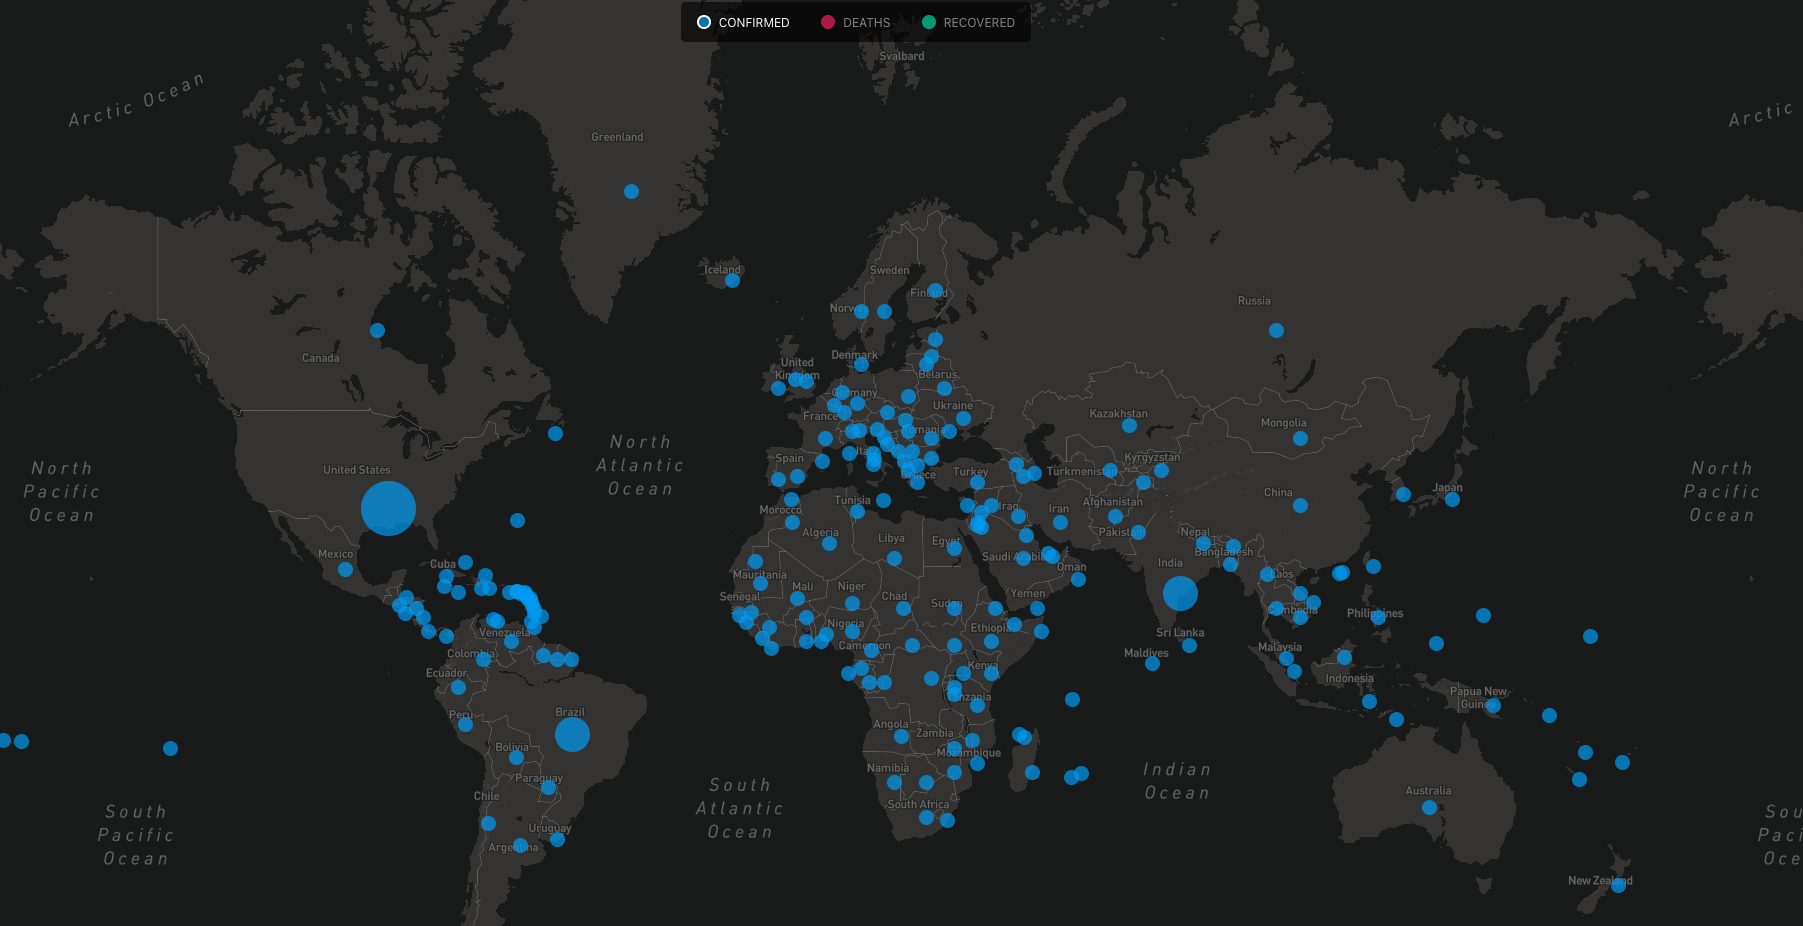 CONFIRMED DEATHS RECOVERED
Svalbard
Arctic Ocean
Arctic
Greenland
Iceland
Sweden
Finland
Norway
Russia
Canada
Denmark
United
Kingdom
Belarus
Germany
Ukraine
France
Romania
Kazakhstan
Mongolia
North
Atlantic
Ocean
North
Pacific
Ocean
United States
Spain
Italy
Greece
Turkey
Turkmenistan
Kyrgyzstan
China
Japan
North
Pacific
Ocean
Morocco
Tunisia
Iraq
Iran
Afghanistan
Algeria
Libya
Egypt
Pakistan
Nepal
Bangladesh
Mexico
Cuba
Saudi Arabia
Oman
India
Laos
Mauritania
Mali
Niger
Chad
Sudan
Yemen
Senegal
Nigeria
Ethiopia
Cambodia
Philippines
Venezuela
Cameroon
Sri Lanka
Maldives
Malaysia
Colombia
Ecuador
Kenya
Indonesia
Papua New
Guinea
Peru
Brazil
Tanzania
Angola
Zambia
Bolivia
Mozambique
Namibia
Indian
Ocean
Paraguay
Chile
South
Atlantic
Ocean
South Africa
Australia
South
Pacific
Ocean
Uruguay
Argentina
Sou
Paci
Oce
New Zealand